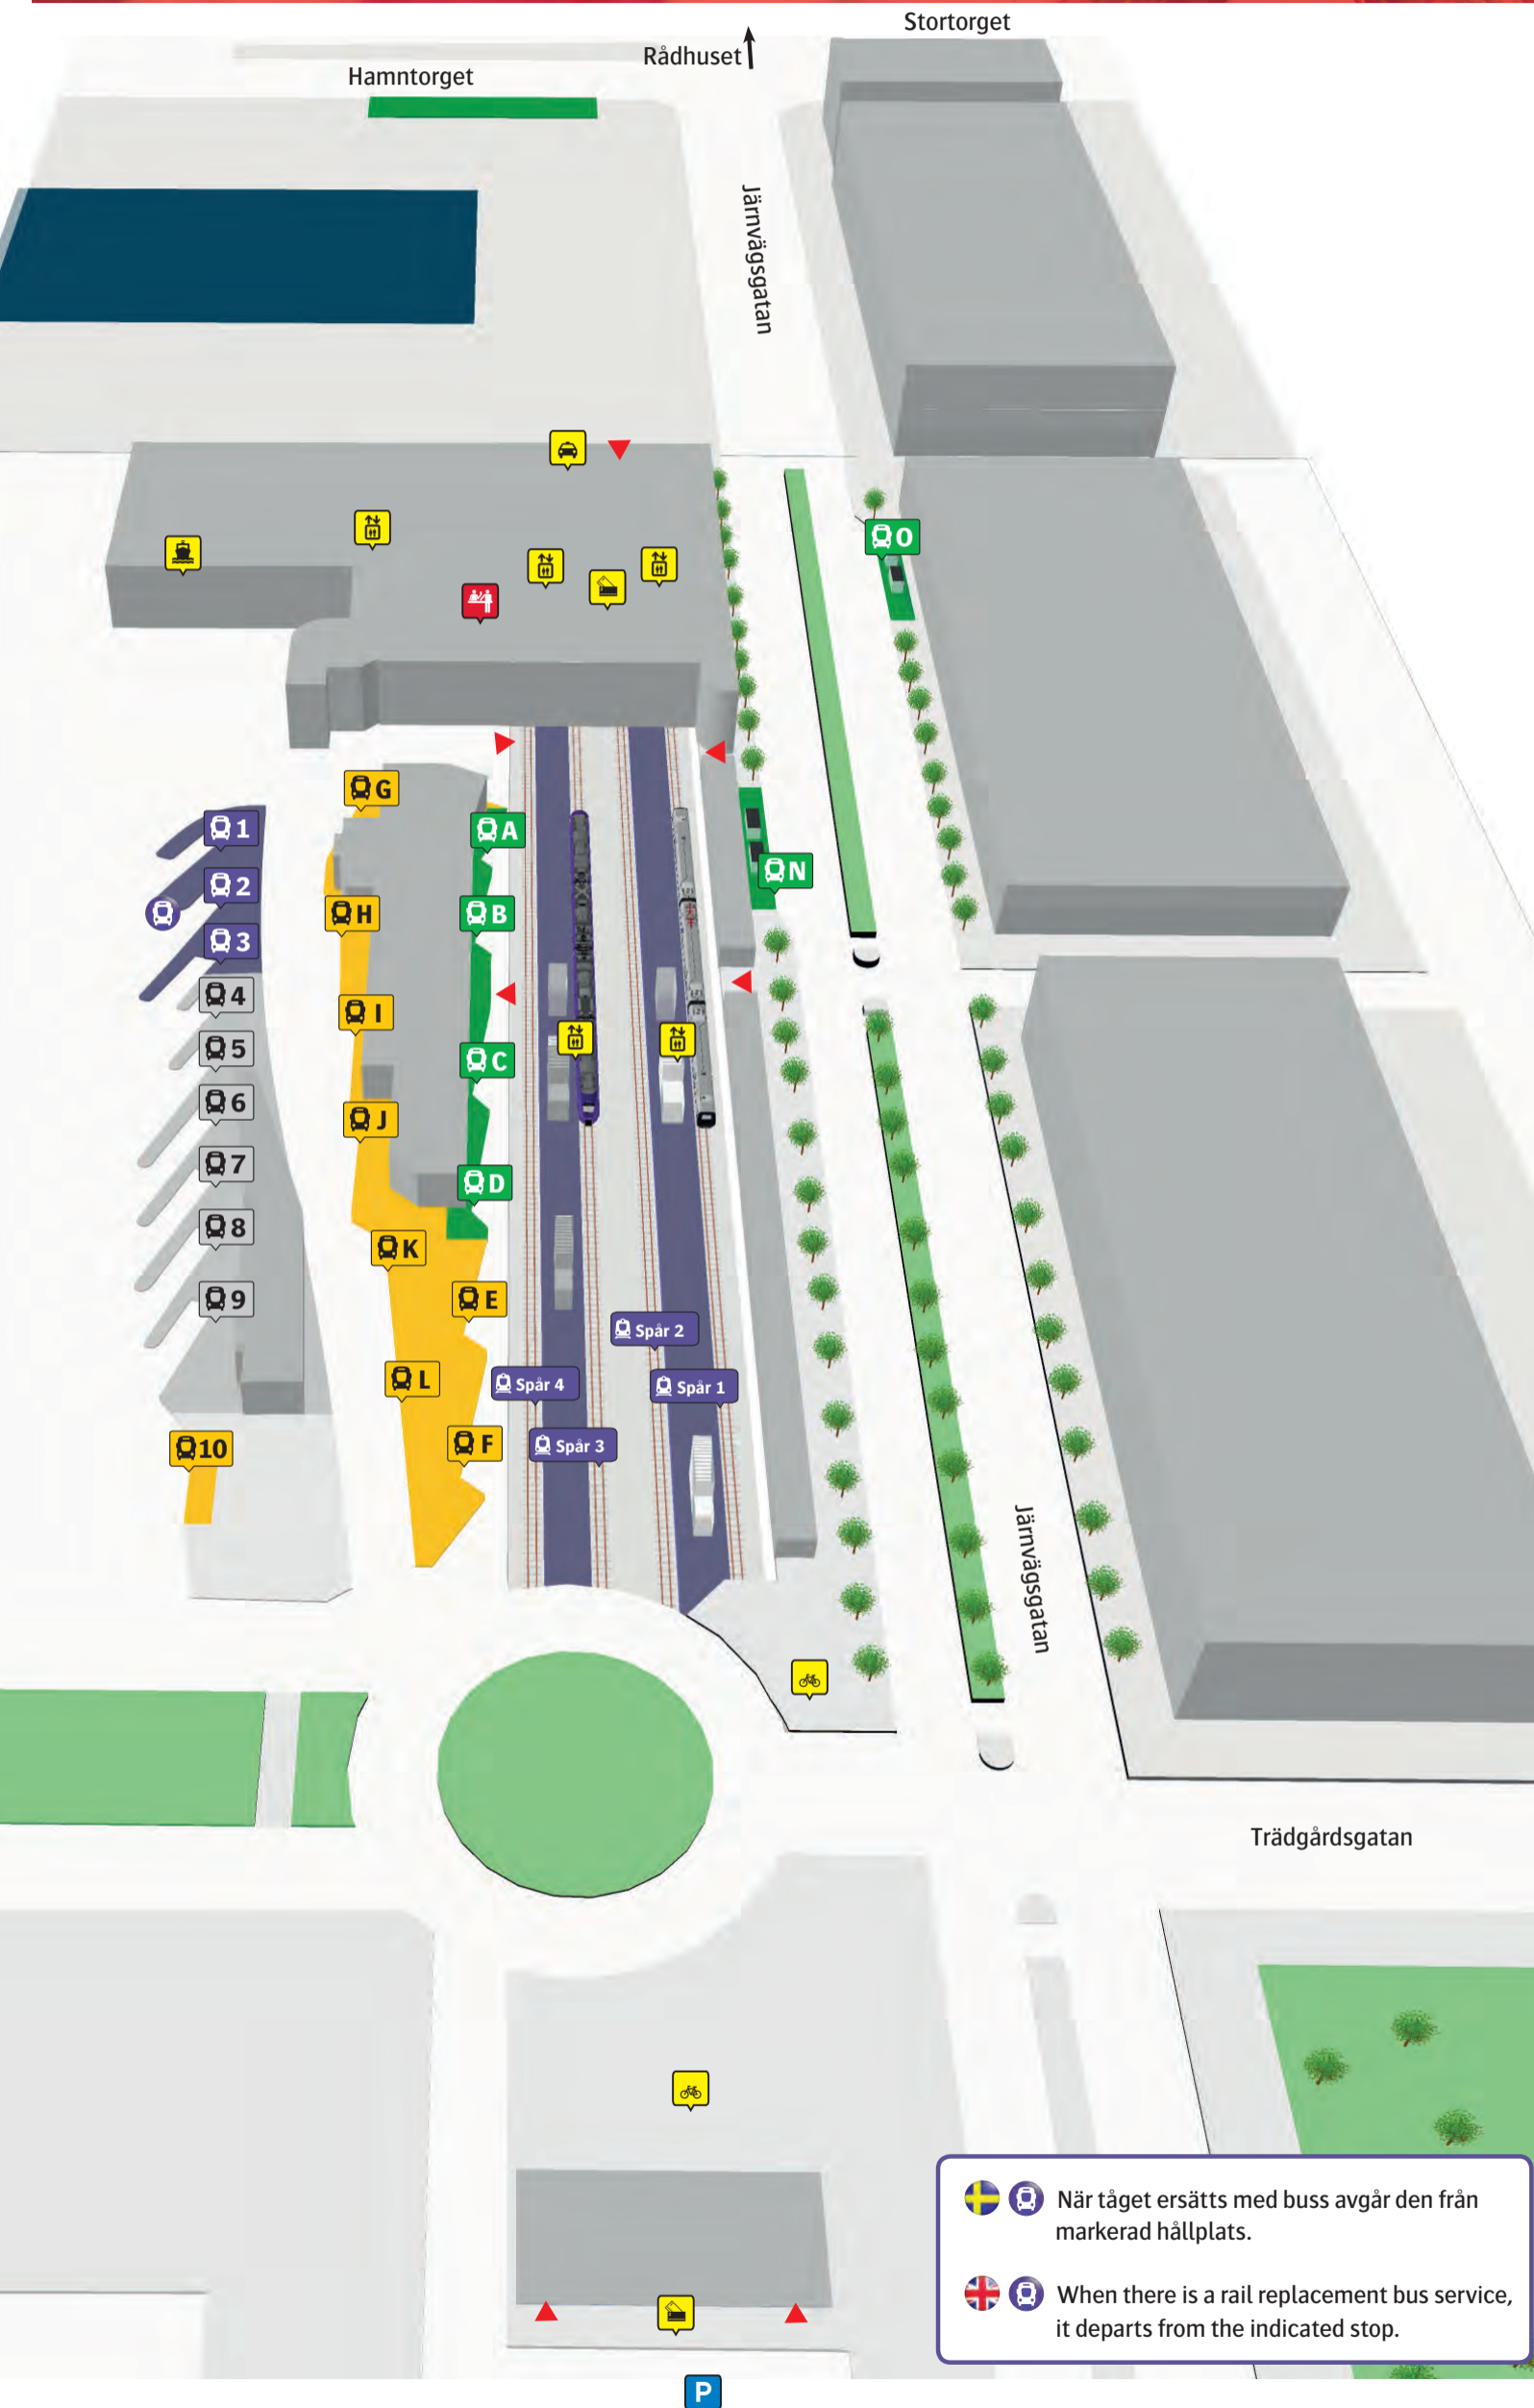 Stortorget
Rådhuset
Hamntorget
Järnvägsgatan
O
G
1
A
2
N
H
B
3
4
I
5
C
6
J
7
D
8
K
9
E
Spår 2
L
Spår 4
Spår 1
10
F
Spår 3
Järnvägsgatan
Trädgårdsgatan
När tåget ersätts med buss avgår den från
markerad hållplats.
When there is a rail replacement bus service,
it departs from the indicated stop.
P